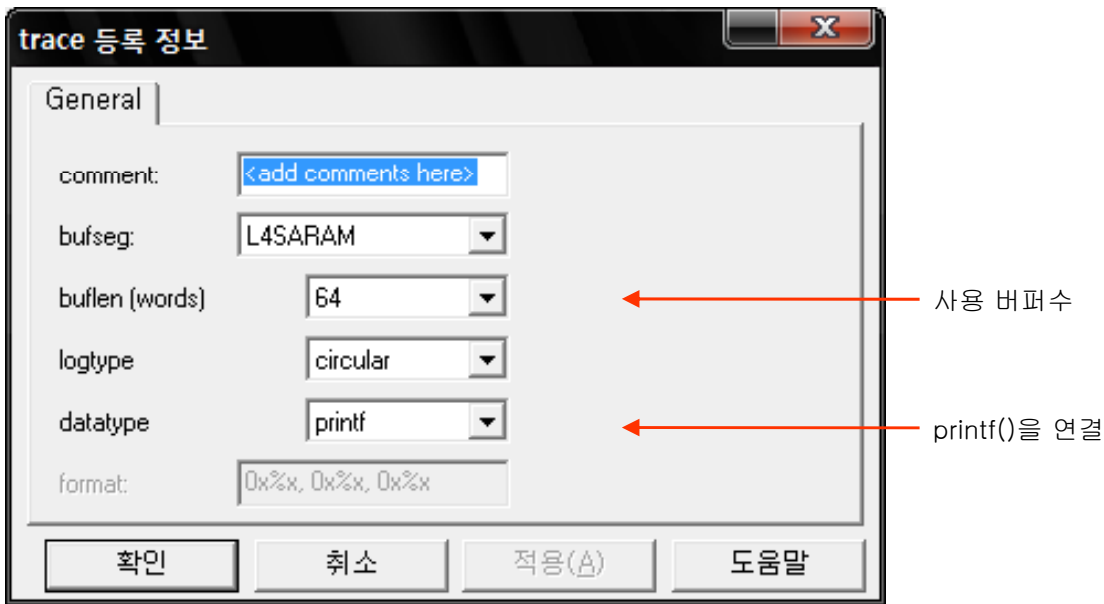 trace 등록 정보
General
comment: <add comments here>
bufseg: L4SARAM
buflen (words) 64 사용 버퍼수
logtype circular
datatype printf printf()을 연결
format: 0x%x, 0x%x, 0x%x
확인 취소 적용(A) 도움말